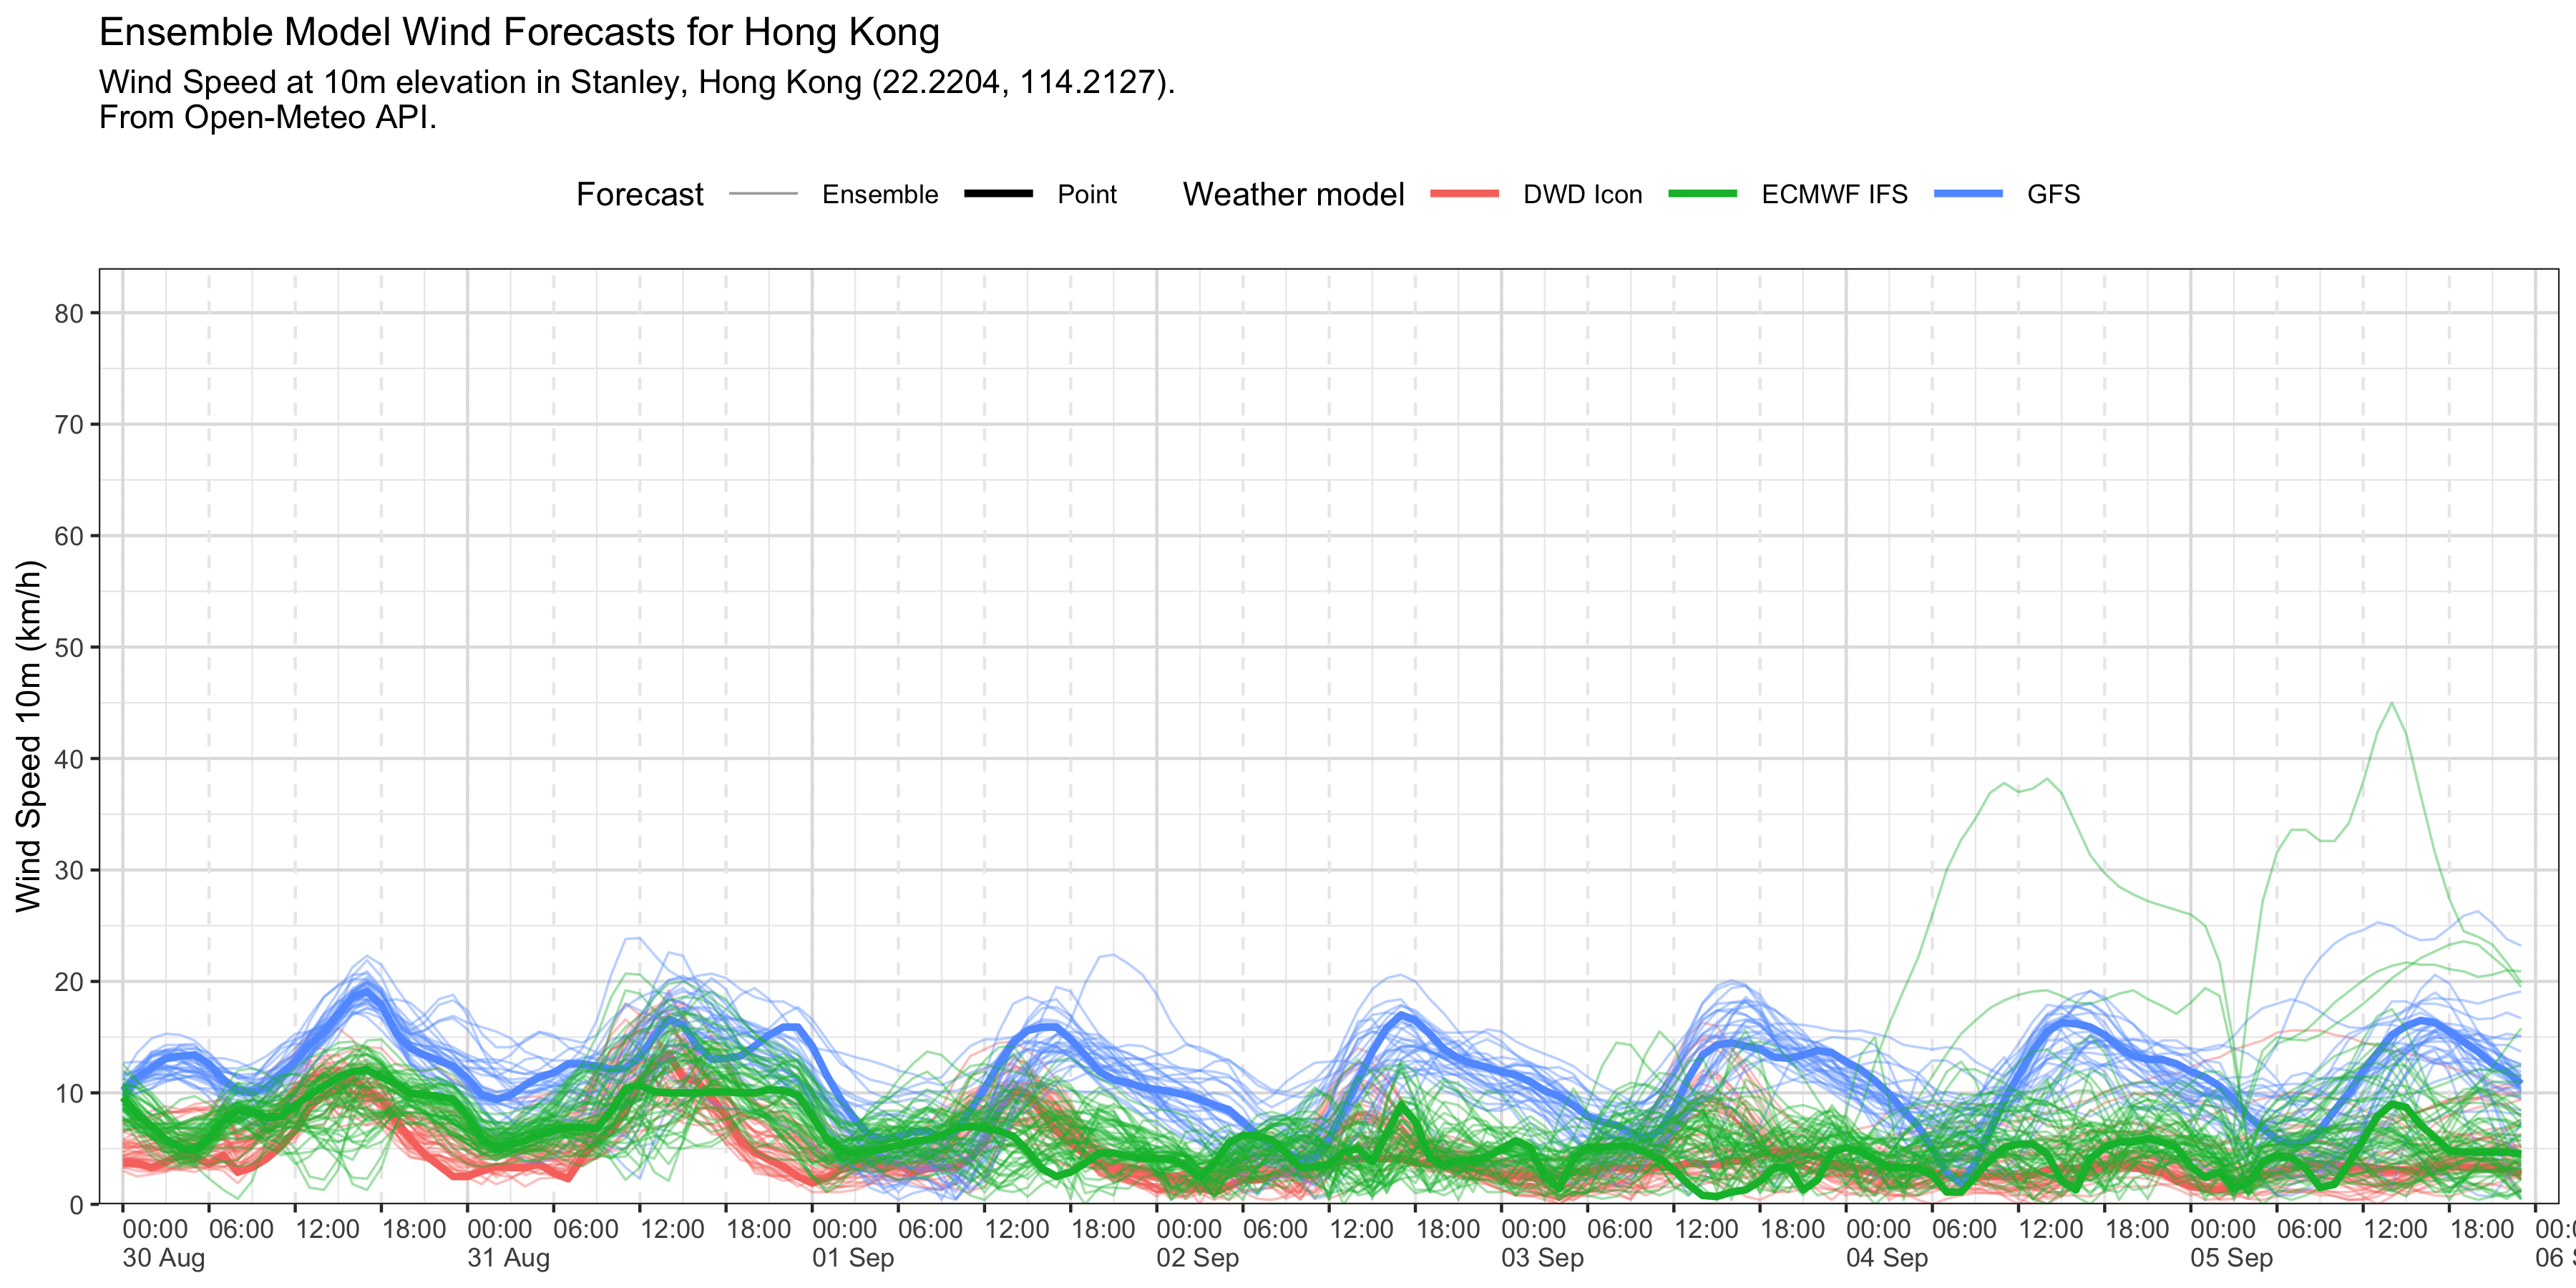 Ensemble Model Wind Forecasts for Hong Kong
Wind Speed at 10m elevation in Stanley, Hong Kong (22.2204, 114.2127).
From Open-Meteo API.
Forecast Ensemble Point Weather model DWD Icon ECMWF IFS GFS
Wind Speed 10m (km/h)
80
70
60
50
40
30
20
10
0
00:00 06:00 12:00 18:00 00:00 06:00 12:00 18:00 00:00 06:00 12:00 18:00 00:00 06:00 12:00 18:00 00:00 06:00 12:00 18:00 00:00 06:00 12:00 18:00 00:00 06:00 12:00 18:00
30 Aug 31 Aug 01 Sep 02 Sep 03 Sep 04 Sep 05 Sep 06